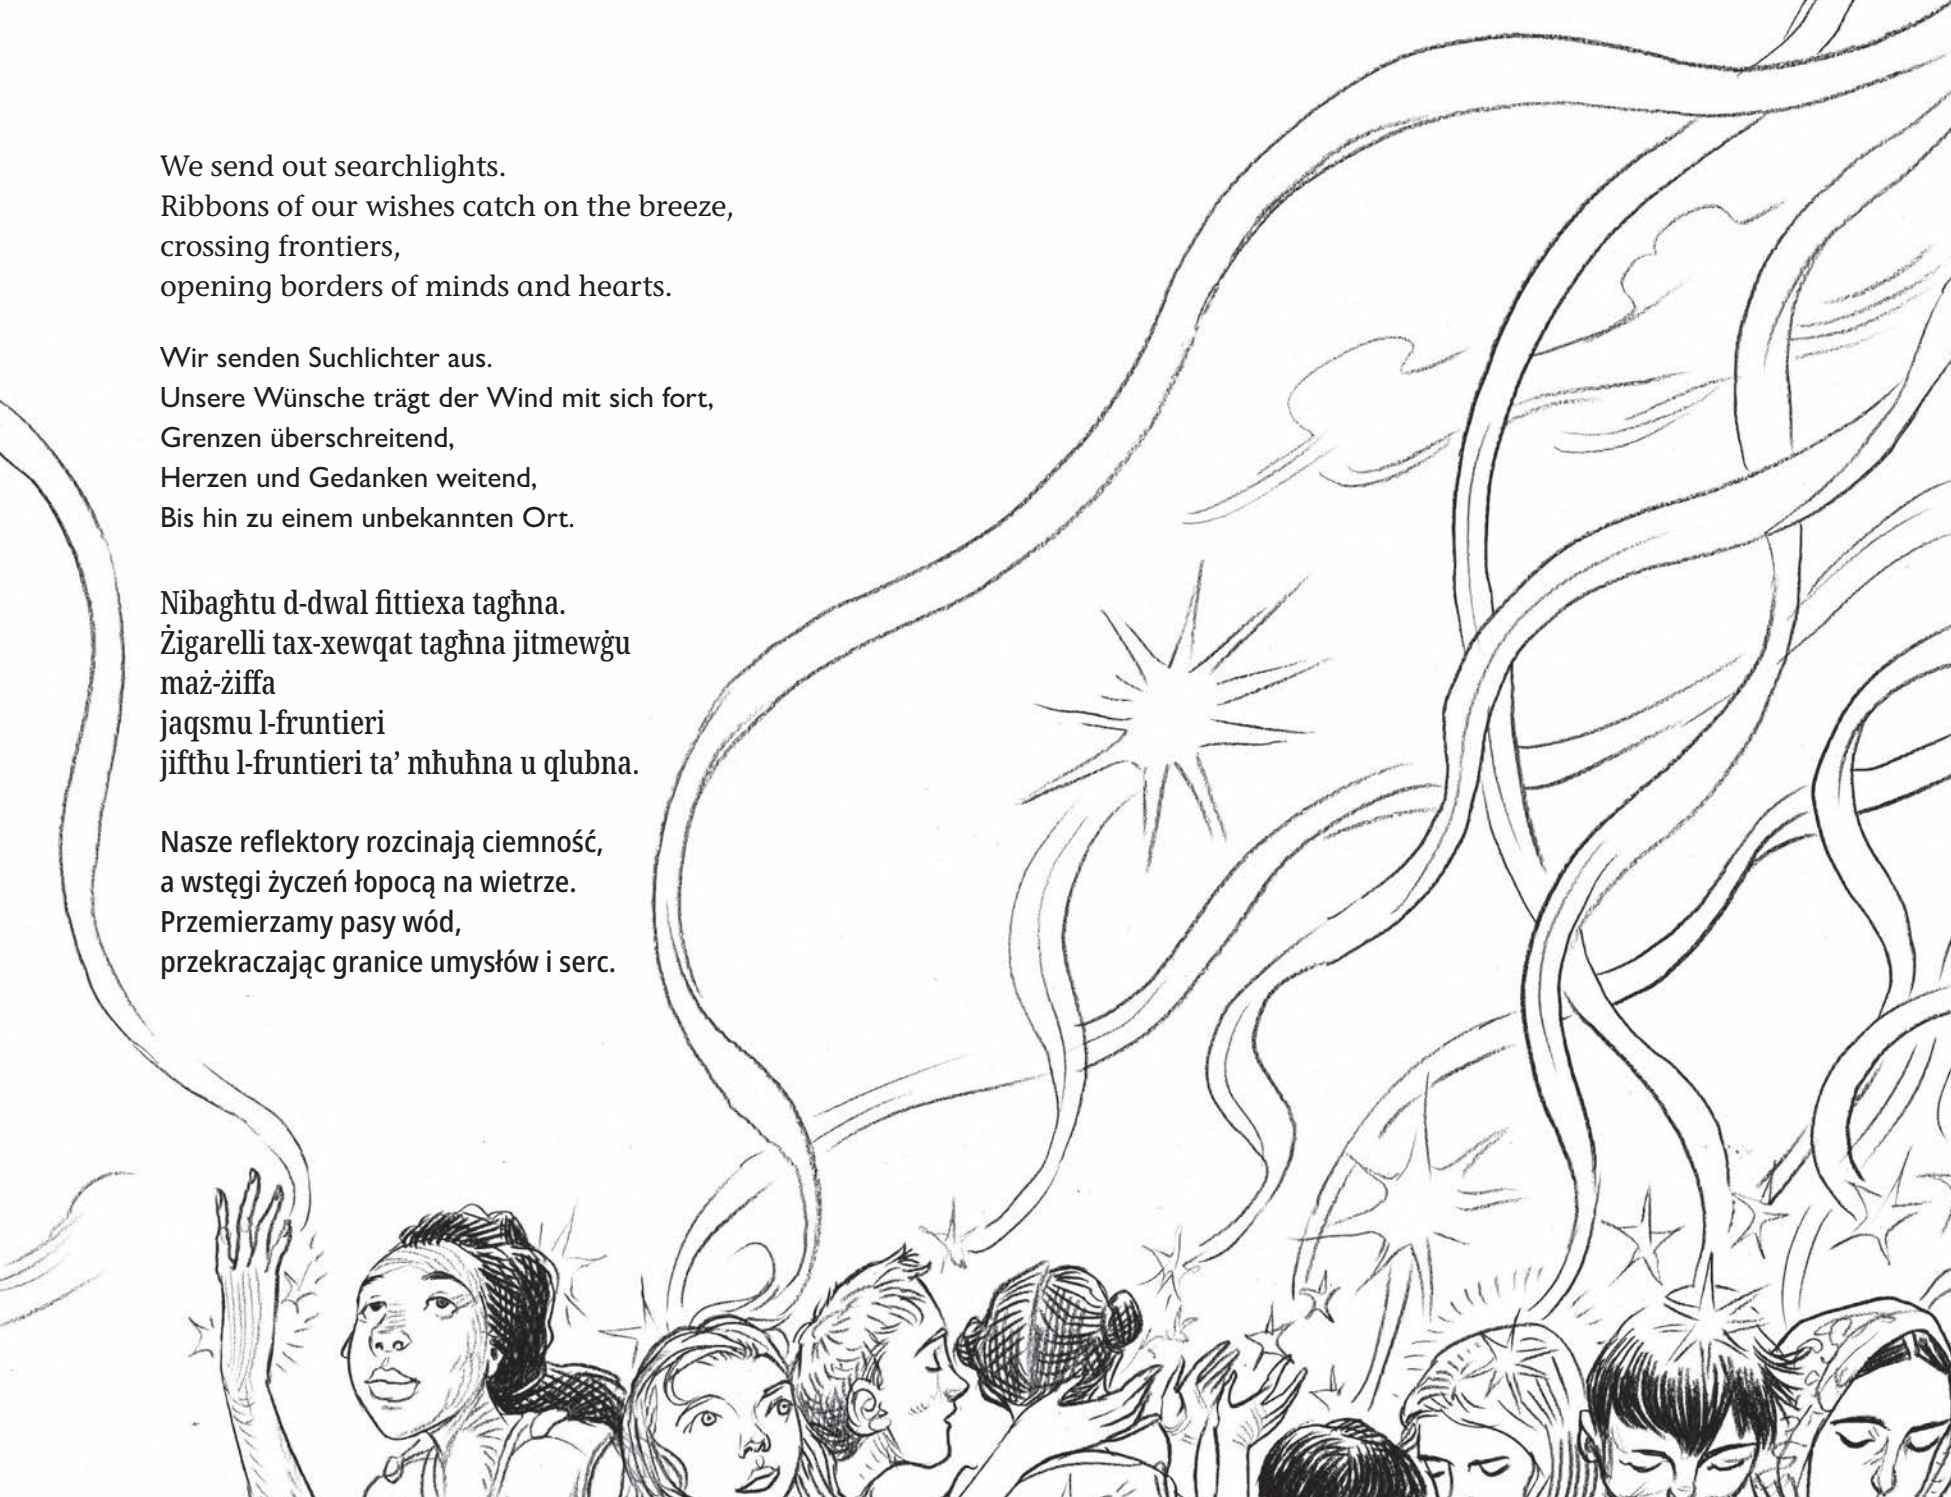 We send out searchlights.
Ribbons of our wishes catch on the breeze,
crossing frontiers,
opening borders of minds and hearts.
Wir senden Suchlichter aus.
Unsere Wünsche trägt der Wind mit sich fort,
Grenzen überschreitend,
Herzen und Gedanken weitend,
Bis hin zu einem unbekannten Ort.
Nibagħtu d-dwal fittiexa tagħna.
Żigarelli tax-xewqat tagħna jitmewġu
maż-żiffa
jaqsmu l-fruntieri
jiftħu l-fruntieri ta’ mħuħna u qlubna.
Nasze reflektory rozcinają ciemność,
a wstęgi życzeń łopocą na wietrze.
Przemierzamy pasy wód,
przekraczając granice umysłów i serc.